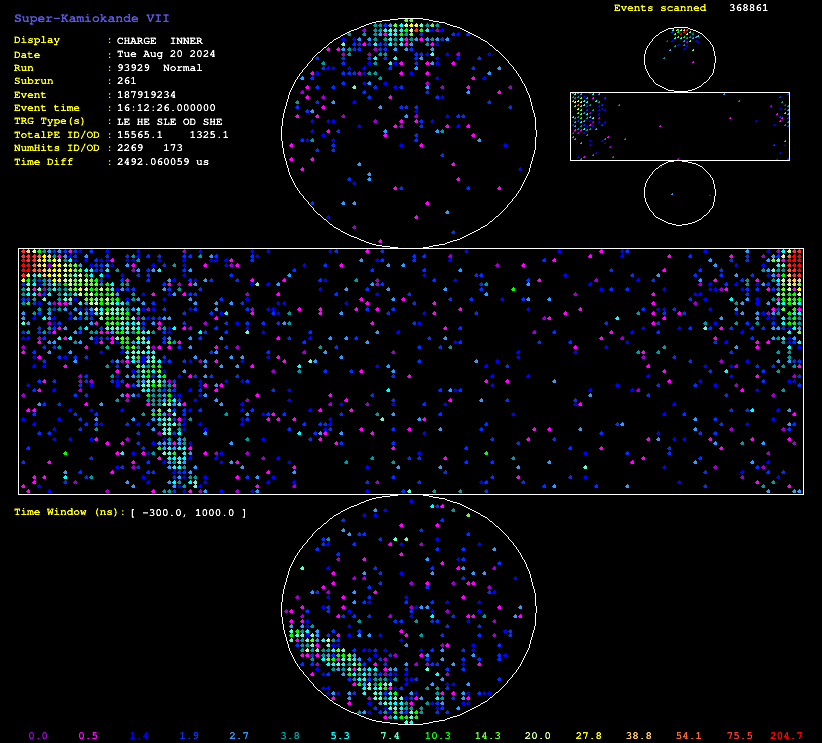 Super-Kamiokande VII
Events scanned 368861
Display : CHARGE INNER
Date : Tue Aug 20 2024
Run : 93929 Normal
Subrun : 261
Event : 187919234
Event time : 16:12:26.000000
TRG Type(s) : LE HE SLE OD SHE
TotalPE ID/OD : 15565.1 1325.1
NumHits ID/OD : 2269 173
Time Diff : 2492.060059 us
Time Window (ns): [ -300.0, 1000.0 ]
0.0 0.5 1.4 1.9 2.7 3.8 5.3 7.4 10.3 14.3 20.0 27.8 38.8 54.1 75.5 204.7